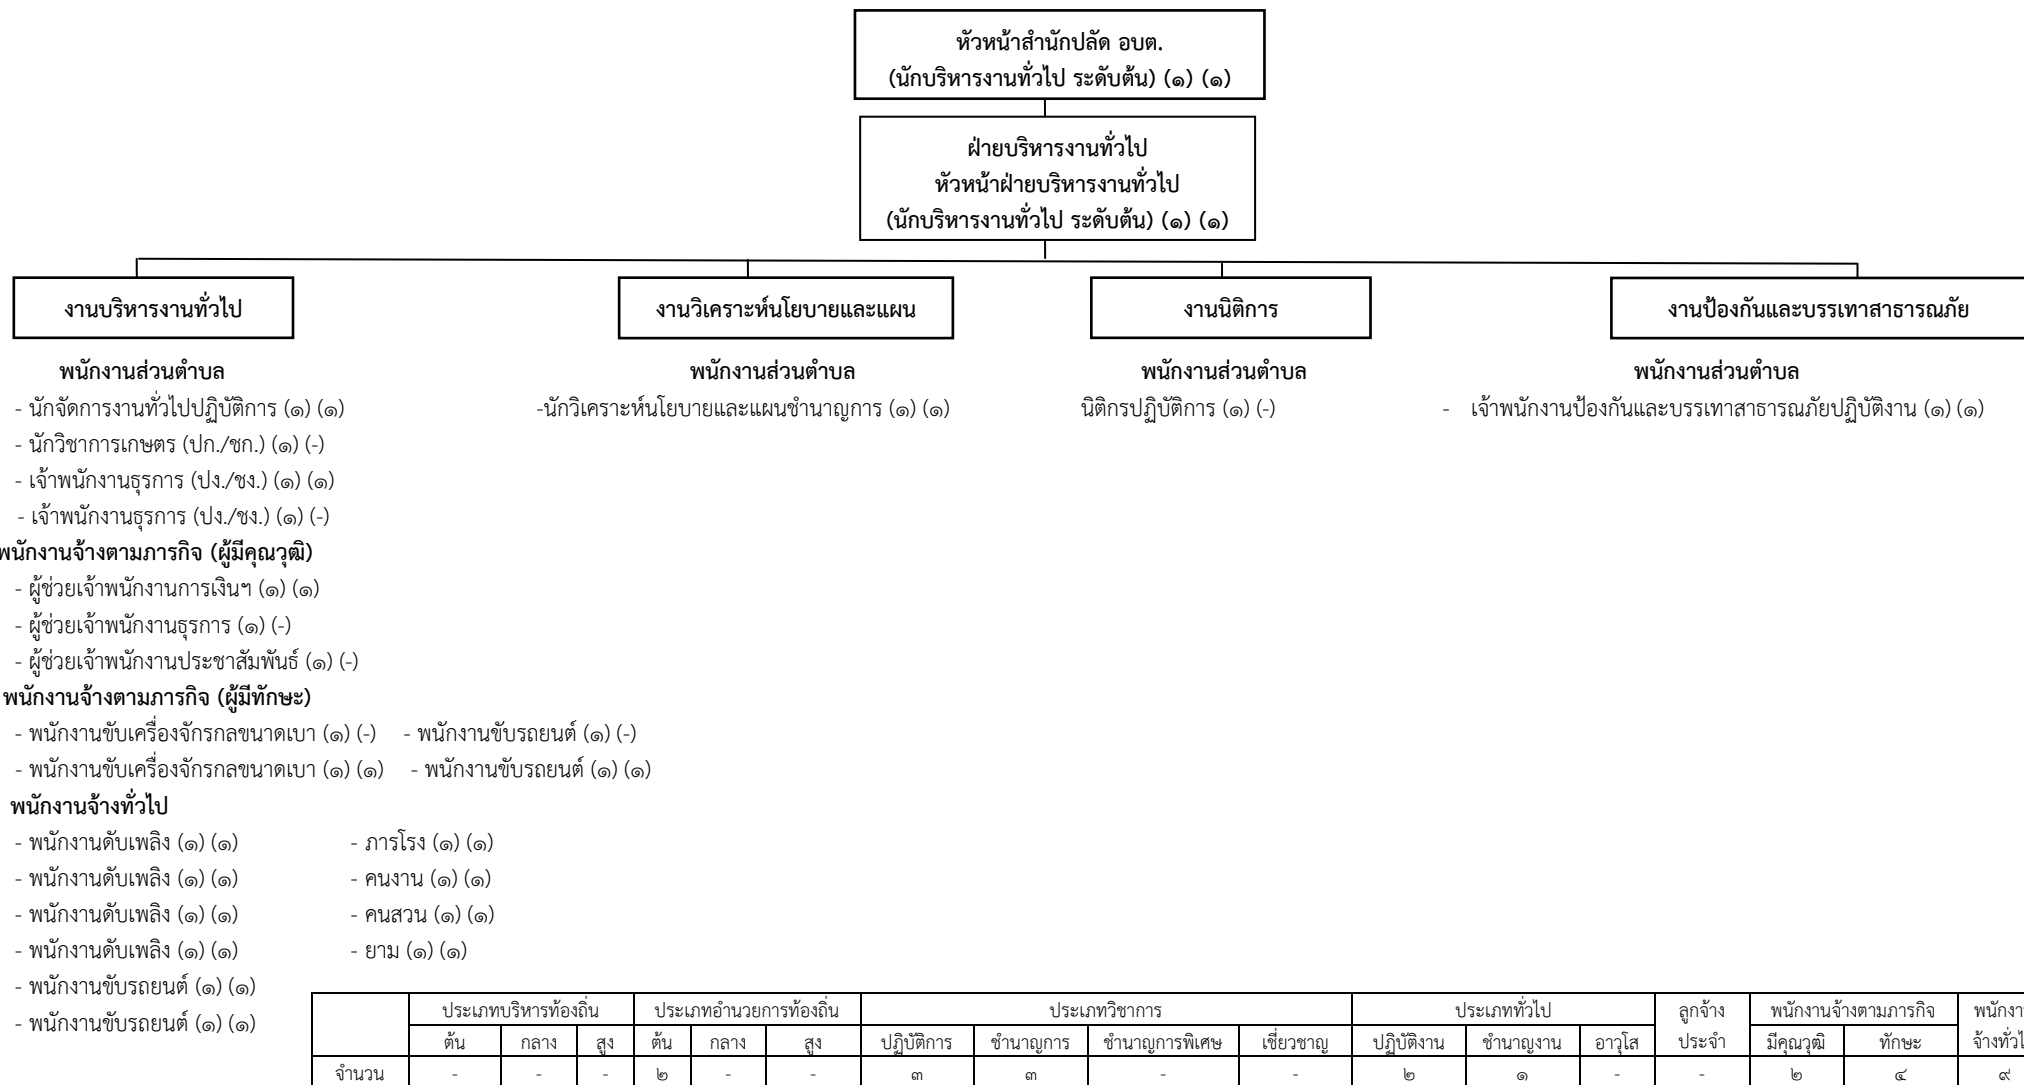 หัวหน้าสำนักปลัด อบต.
(นักบริหารงานทั่วไป ระดับต้น) (๑) (๑)
ฝ่ายบริหารงานทั่วไป
หัวหน้าฝ่ายบริหารงานทั่วไป
(นักบริหารงานทั่วไป ระดับต้น) (๑) (๑)
งานบริหารงานทั่วไป งานวิเคราะห์นโยบายและแผน งานนิติการ งานป้องกันและบรรเทาสาธารณภัย
พนักงานส่วนตำบล พนักงานส่วนตำบล พนักงานส่วนตำบล พนักงานส่วนตำบล
- นักจัดการงานทั่วไปปฏิบัติการ (๑) (๑) -นักวิเคราะห์นโยบายและแผนชำนาญการ (๑) (๑) นิติกรปฏิบัติการ (๑) (-) - เจ้าพนักงานป้องกันและบรรเทาสาธารณภัยปฏิบัติงาน (๑) (๑)
- นักวิชาการเกษตร (ปก./ชก.) (๑) (-)
- เจ้าพนักงานธุรการ (ปง./ชง.) (๑) (๑)
- เจ้าพนักงานธุรการ (ปง./ชง.) (๑) (-)
พนักงานจ้างตามภารกิจ (ผู้มีคุณวุฒิ)
- ผู้ช่วยเจ้าพนักงานการเงินฯ (๑) (๑)
- ผู้ช่วยเจ้าพนักงานธุรการ (๑) (-)
- ผู้ช่วยเจ้าพนักงานประชาสัมพันธ์ (๑) (-)
พนักงานจ้างตามภารกิจ (ผู้มีทักษะ)
- พนักงานขับเครื่องจักรกลขนาดเบา (๑) (-) - พนักงานขับรถยนต์ (๑) (-)
- พนักงานขับเครื่องจักรกลขนาดเบา (๑) (๑) - พนักงานขับรถยนต์ (๑) (๑)
พนักงานจ้างทั่วไป
- พนักงานดับเพลิง (๑) (๑) - ภารโรง (๑) (๑)
- พนักงานดับเพลิง (๑) (๑) - คนงาน (๑) (๑)
- พนักงานดับเพลิง (๑) (๑) - คนสวน (๑) (๑)
- พนักงานดับเพลิง (๑) (๑) - ยาม (๑) (๑)
- พนักงานขับรถยนต์ (๑) (๑)
- พนักงานขับรถยนต์ (๑) (๑)
ประเภทบริหารท้องถิ่น ประเภทอำนวยการท้องถิ่น ประเภทวิชาการ ประเภททั่วไป ลูกจ้าง พนักงานจ้างตามภารกิจ พนักงาน
ต้น กลาง สูง ต้น กลาง สูง ปฏิบัติการ ชำนาญการ ชำนาญการพิเศษ เชี่ยวชาญ ปฏิบัติงาน ชำนาญงาน อาวุโส ประจำ มีคุณวุฒิ ทักษะ จ้างทั่วไป
จำนวน - - - ๒ - - ๓ ๓ - - ๒ ๑ - - ๒ ๔ ๙